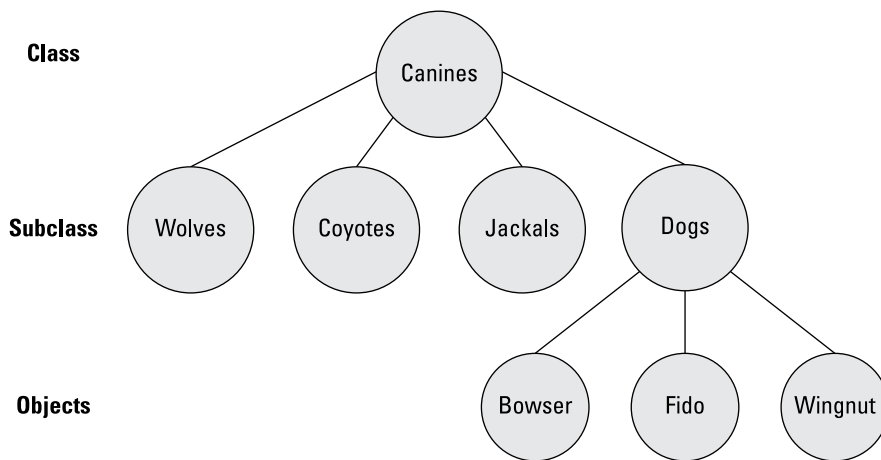 Class
Canines
Subclass
Wolves
Coyotes
Jackals
Dogs
Objects
Bowser
Fido
Wingnut